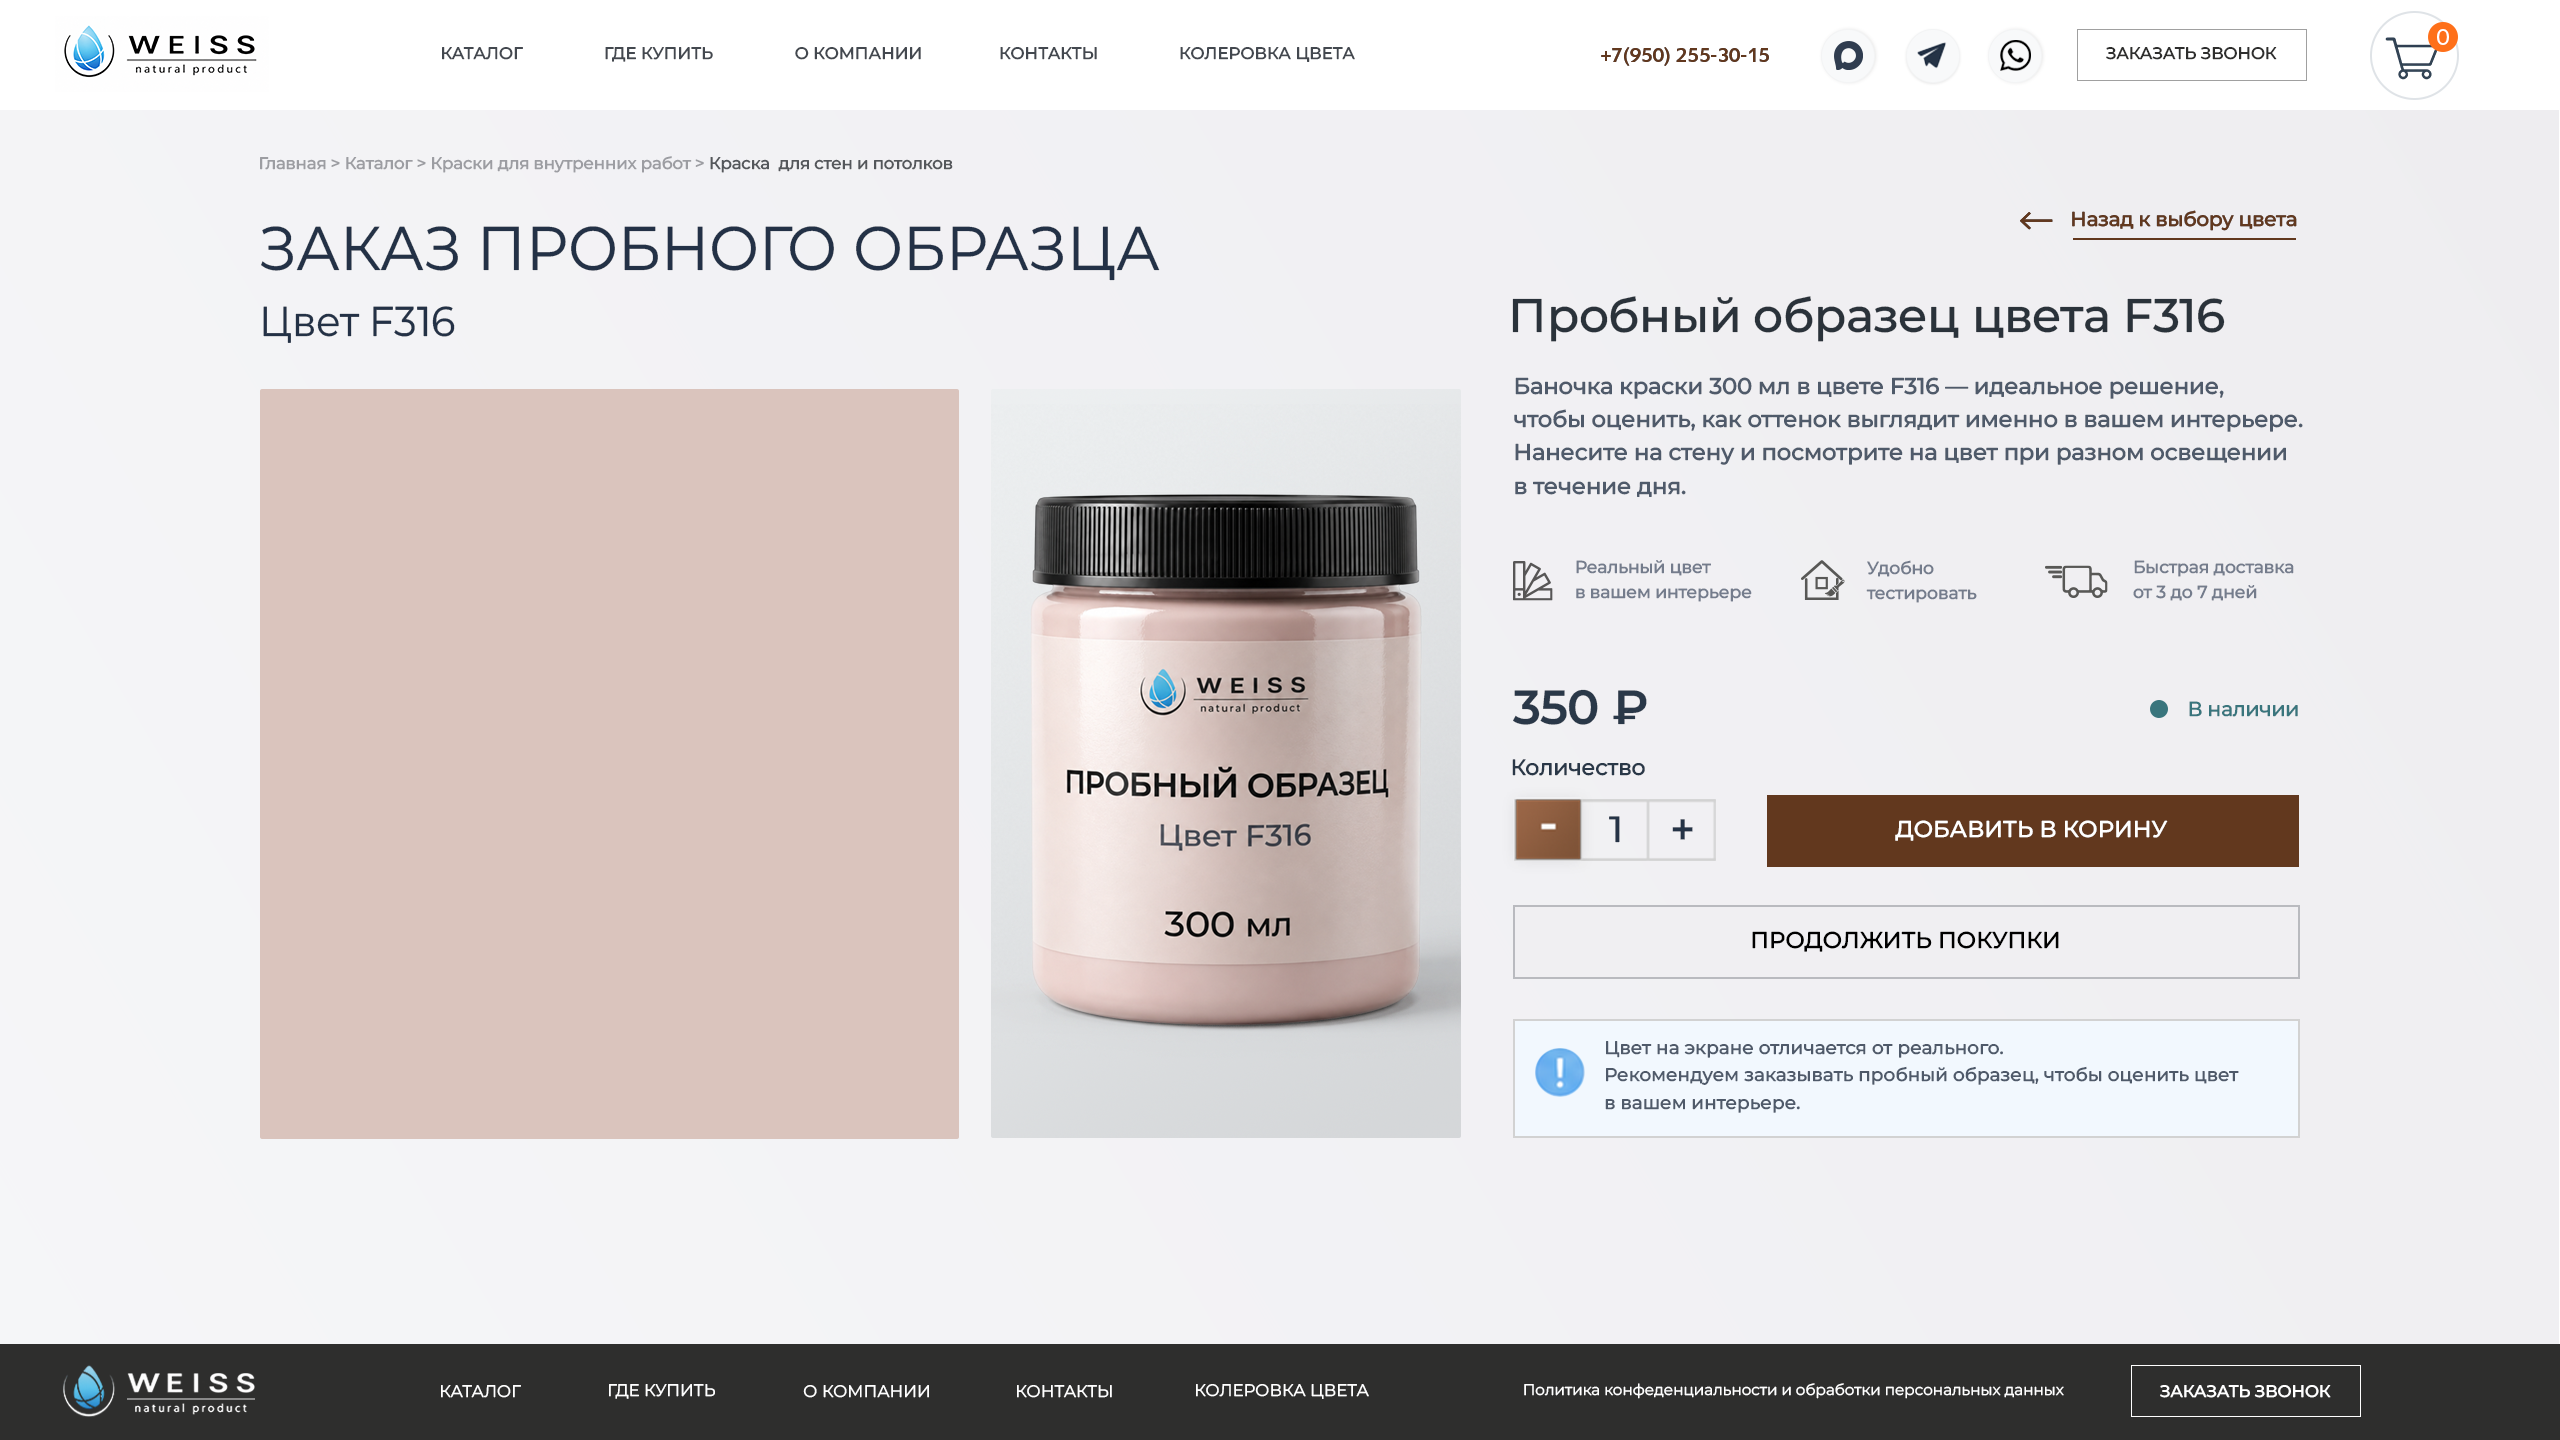 WEISS
natural product
КАТАЛОГ
ГДЕ КУПИТЬ
О КОМПАНИИ
КОНТАКТЫ
КОЛЕРОВКА ЦВЕТА
+7(950) 255-30-15
ЗАКАЗАТЬ ЗВОНОК
0
Главная > Каталог > Краски для внутренних работ > Краска для стен и потолков
Назад к выбору цвета
ЗАКАЗ ПРОБНОГО ОБРАЗЦА
Цвет F316
WEISS
natural product
ПРОБНЫЙ ОБРАЗЕЦ
Цвет F316
300 мл
Пробный образец цвета F316
Баночка краски 300 мл в цвете F316 — идеальное решение,
чтобы оценить, как оттенок выглядит именно в вашем интерьере.
Нанесите на стену и посмотрите на цвет при разном освещении
в течение дня.
Реальный цвет
в вашем интерьере
Удобно
тестировать
Быстрая доставка
от 3 до 7 дней
350 ₽
В наличии
Количество
- 1 +
ДОБАВИТЬ В КОРИНУ
ПРОДОЛЖИТЬ ПОКУПКИ
Цвет на экране отличается от реального.
Рекомендуем заказывать пробный образец, чтобы оценить цвет
в вашем интерьере.
WEISS
natural product
КАТАЛОГ
ГДЕ КУПИТЬ
О КОМПАНИИ
КОНТАКТЫ
КОЛЕРОВКА ЦВЕТА
Политика конфеденциальности и обработки персональных данных
ЗАКАЗАТЬ ЗВОНОК